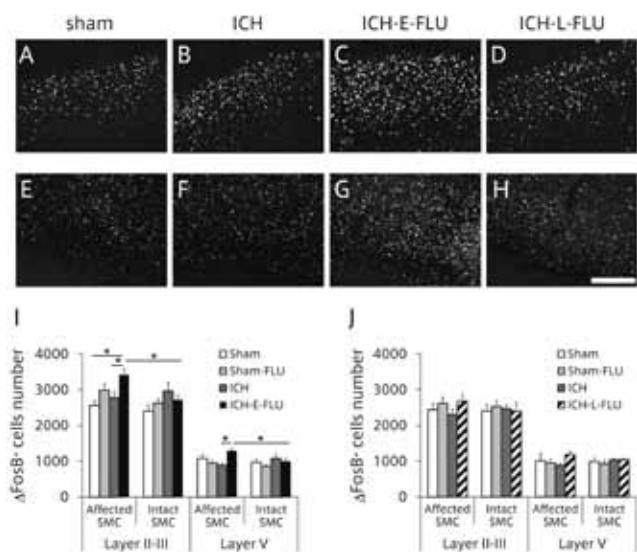 sham ICH ICH-E-FLU ICH-L-FLU
A B C D
E F G H
I
ΔFosB⁺ cells number
4000
3000
2000
1000
0
* * * * *
Sham
Sham-FLU
ICH
ICH-E-FLU
Affected SMC
Intact SMC
Affected SMC
Intact SMC
Layer II-III
Layer V
J
ΔFosB⁺ cells number
4000
3000
2000
1000
0
Sham
Sham-FLU
ICH
ICH-L-FLU
Affected SMC
Intact SMC
Affected SMC
Intact SMC
Layer II-III
Layer V